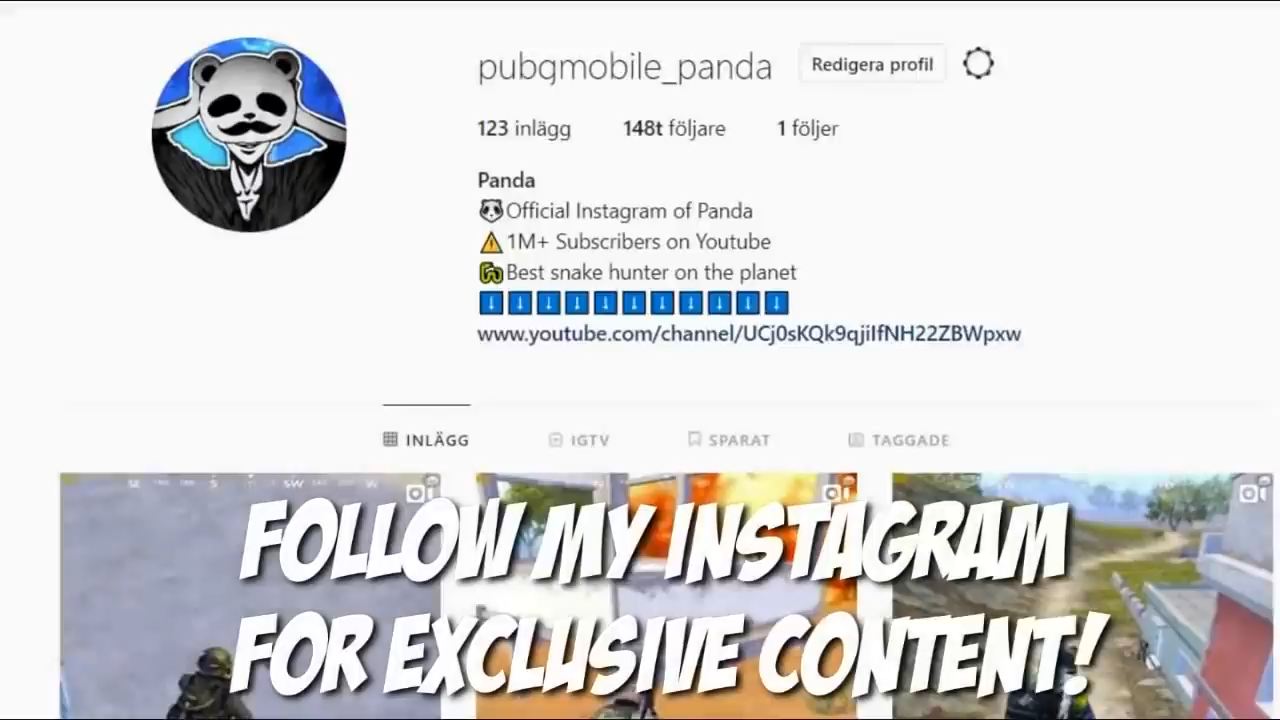 pubgmobile_panda Redigera profil
123 inlägg 148t följare 1 följer
Panda
🐼Official Instagram of Panda
⚠️1M+ Subscribers on Youtube
🐍Best snake hunter on the planet
⬇️⬇️⬇️⬇️⬇️⬇️⬇️⬇️⬇️⬇️⬇️
www.youtube.com/channel/UCj0sKQk9qjiIfNH22ZBWpxw
INLÄGG IGTV SPARAT TAGGADE
SE S SW W
FOLLOW MY INSTAGRAM
FOR EXCLUSIVE CONTENT!